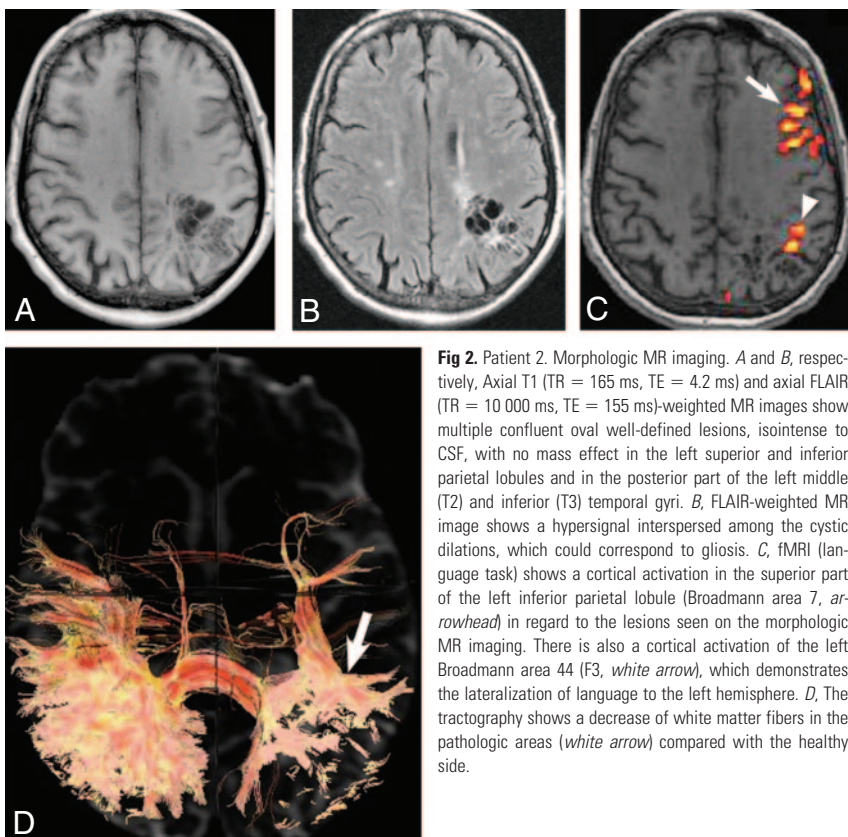 A
B
C
D
Fig 2. Patient 2. Morphologic MR imaging. A and B, respec-
tively, Axial T1 (TR = 165 ms, TE = 4.2 ms) and axial FLAIR
(TR = 10 000 ms, TE = 155 ms)-weighted MR images show
multiple confluent oval well-defined lesions, isointense to
CSF, with no mass effect in the left superior and inferior
parietal lobules and in the posterior part of the left middle
(T2) and inferior (T3) temporal gyri. B, FLAIR-weighted MR
image shows a hypersignal interspersed among the cystic
dilations, which could correspond to gliosis. C, fMRI (lan-
guage task) shows a cortical activation in the superior part
of the left inferior parietal lobule (Broadmann area 7, ar-
rowhead) in regard to the lesions seen on the morphologic
MR imaging. There is also a cortical activation of the left
Broadmann area 44 (F3, white arrow), which demonstrates
the lateralization of language to the left hemisphere. D, The
tractography shows a decrease of white matter fibers in the
pathologic areas (white arrow) compared with the healthy
side.